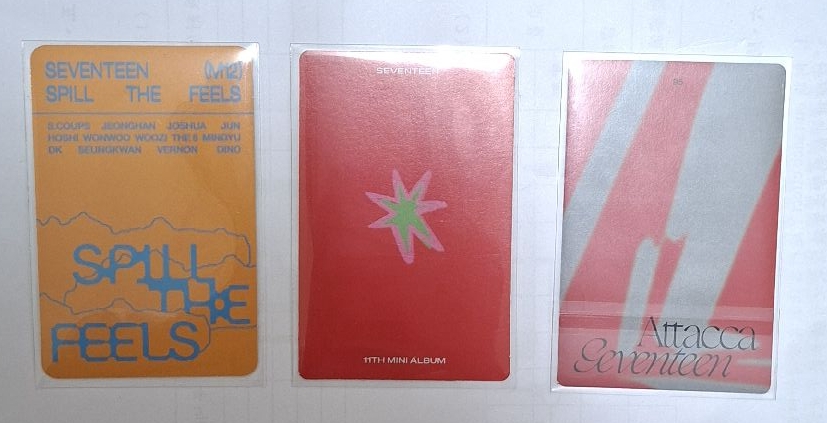 SEVENTEEN (M12)
SPILL THE FEELS
S.COUPS JEONGHAN JOSHUA JUN
HOSHI WONWOO WOOZI THE 8 MINGYU
DK SEUNGKWAN VERNON DINO
SPILL
THE
FEELS
SEVENTEEN
11TH MINI ALBUM
Attacca
Seventeen